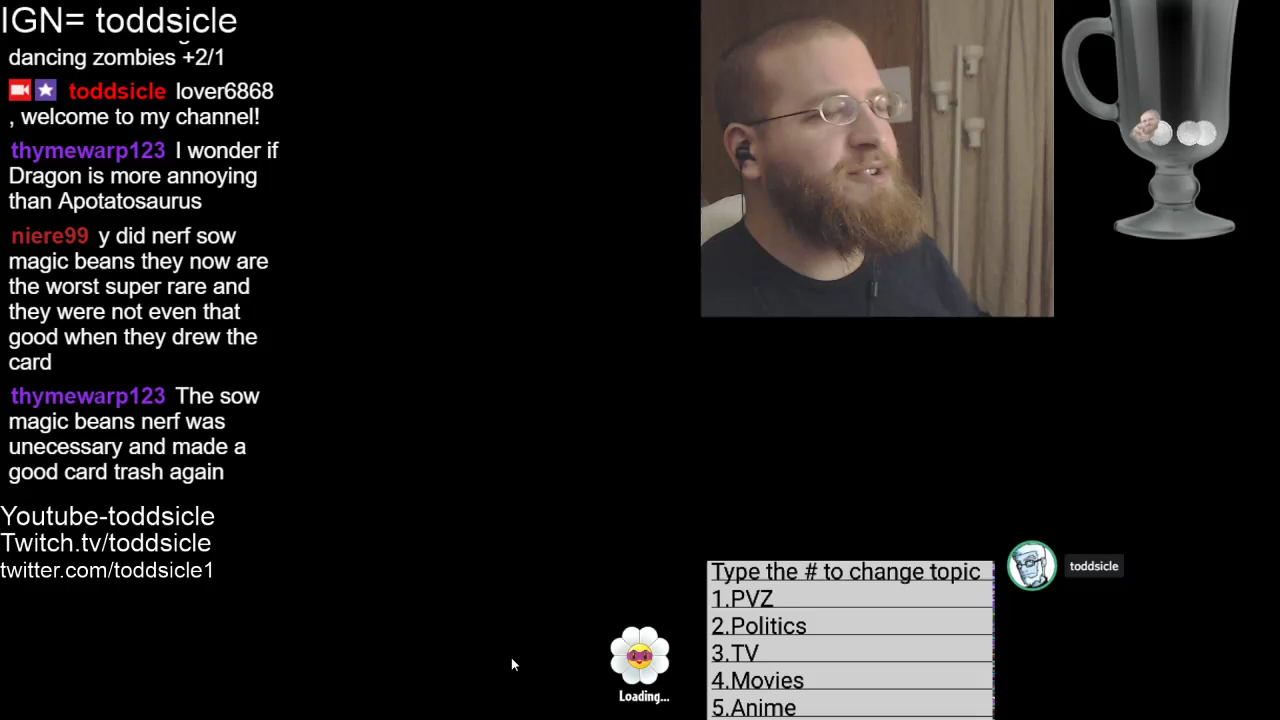 IGN= toddsicle
dancing zombies +2/1
toddsicle lover6868
, welcome to my channel!
thymewarp123 I wonder if
Dragon is more annoying
than Apotatosaurus
niere99 y did nerf sow
magic beans they now are
the worst super rare and
they were not even that
good when they drew the
card
thymewarp123 The sow
magic beans nerf was
unecessary and made a
good card trash again
Youtube-toddsicle
Twitch.tv/toddsicle
twitter.com/toddsicle1
Loading...
Type the # to change topic
1.PVZ
2.Politics
3.TV
4.Movies
5.Anime
toddsicle